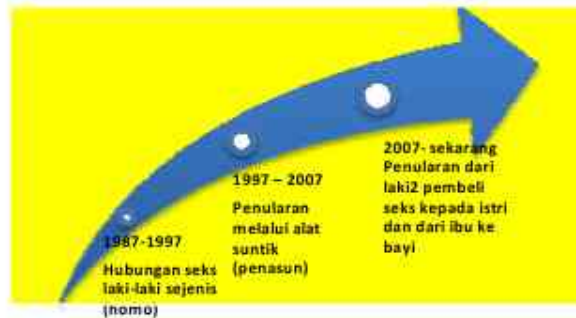 1987-1997
Hubungan seks
laki-laki sejenis
(homo)
1997 – 2007
Penularan
melalui alat
suntik
(penasun)
2007- sekarang
Penularan dari
laki2 pembeli
seks kepada istri
dan dari ibu ke
bayi